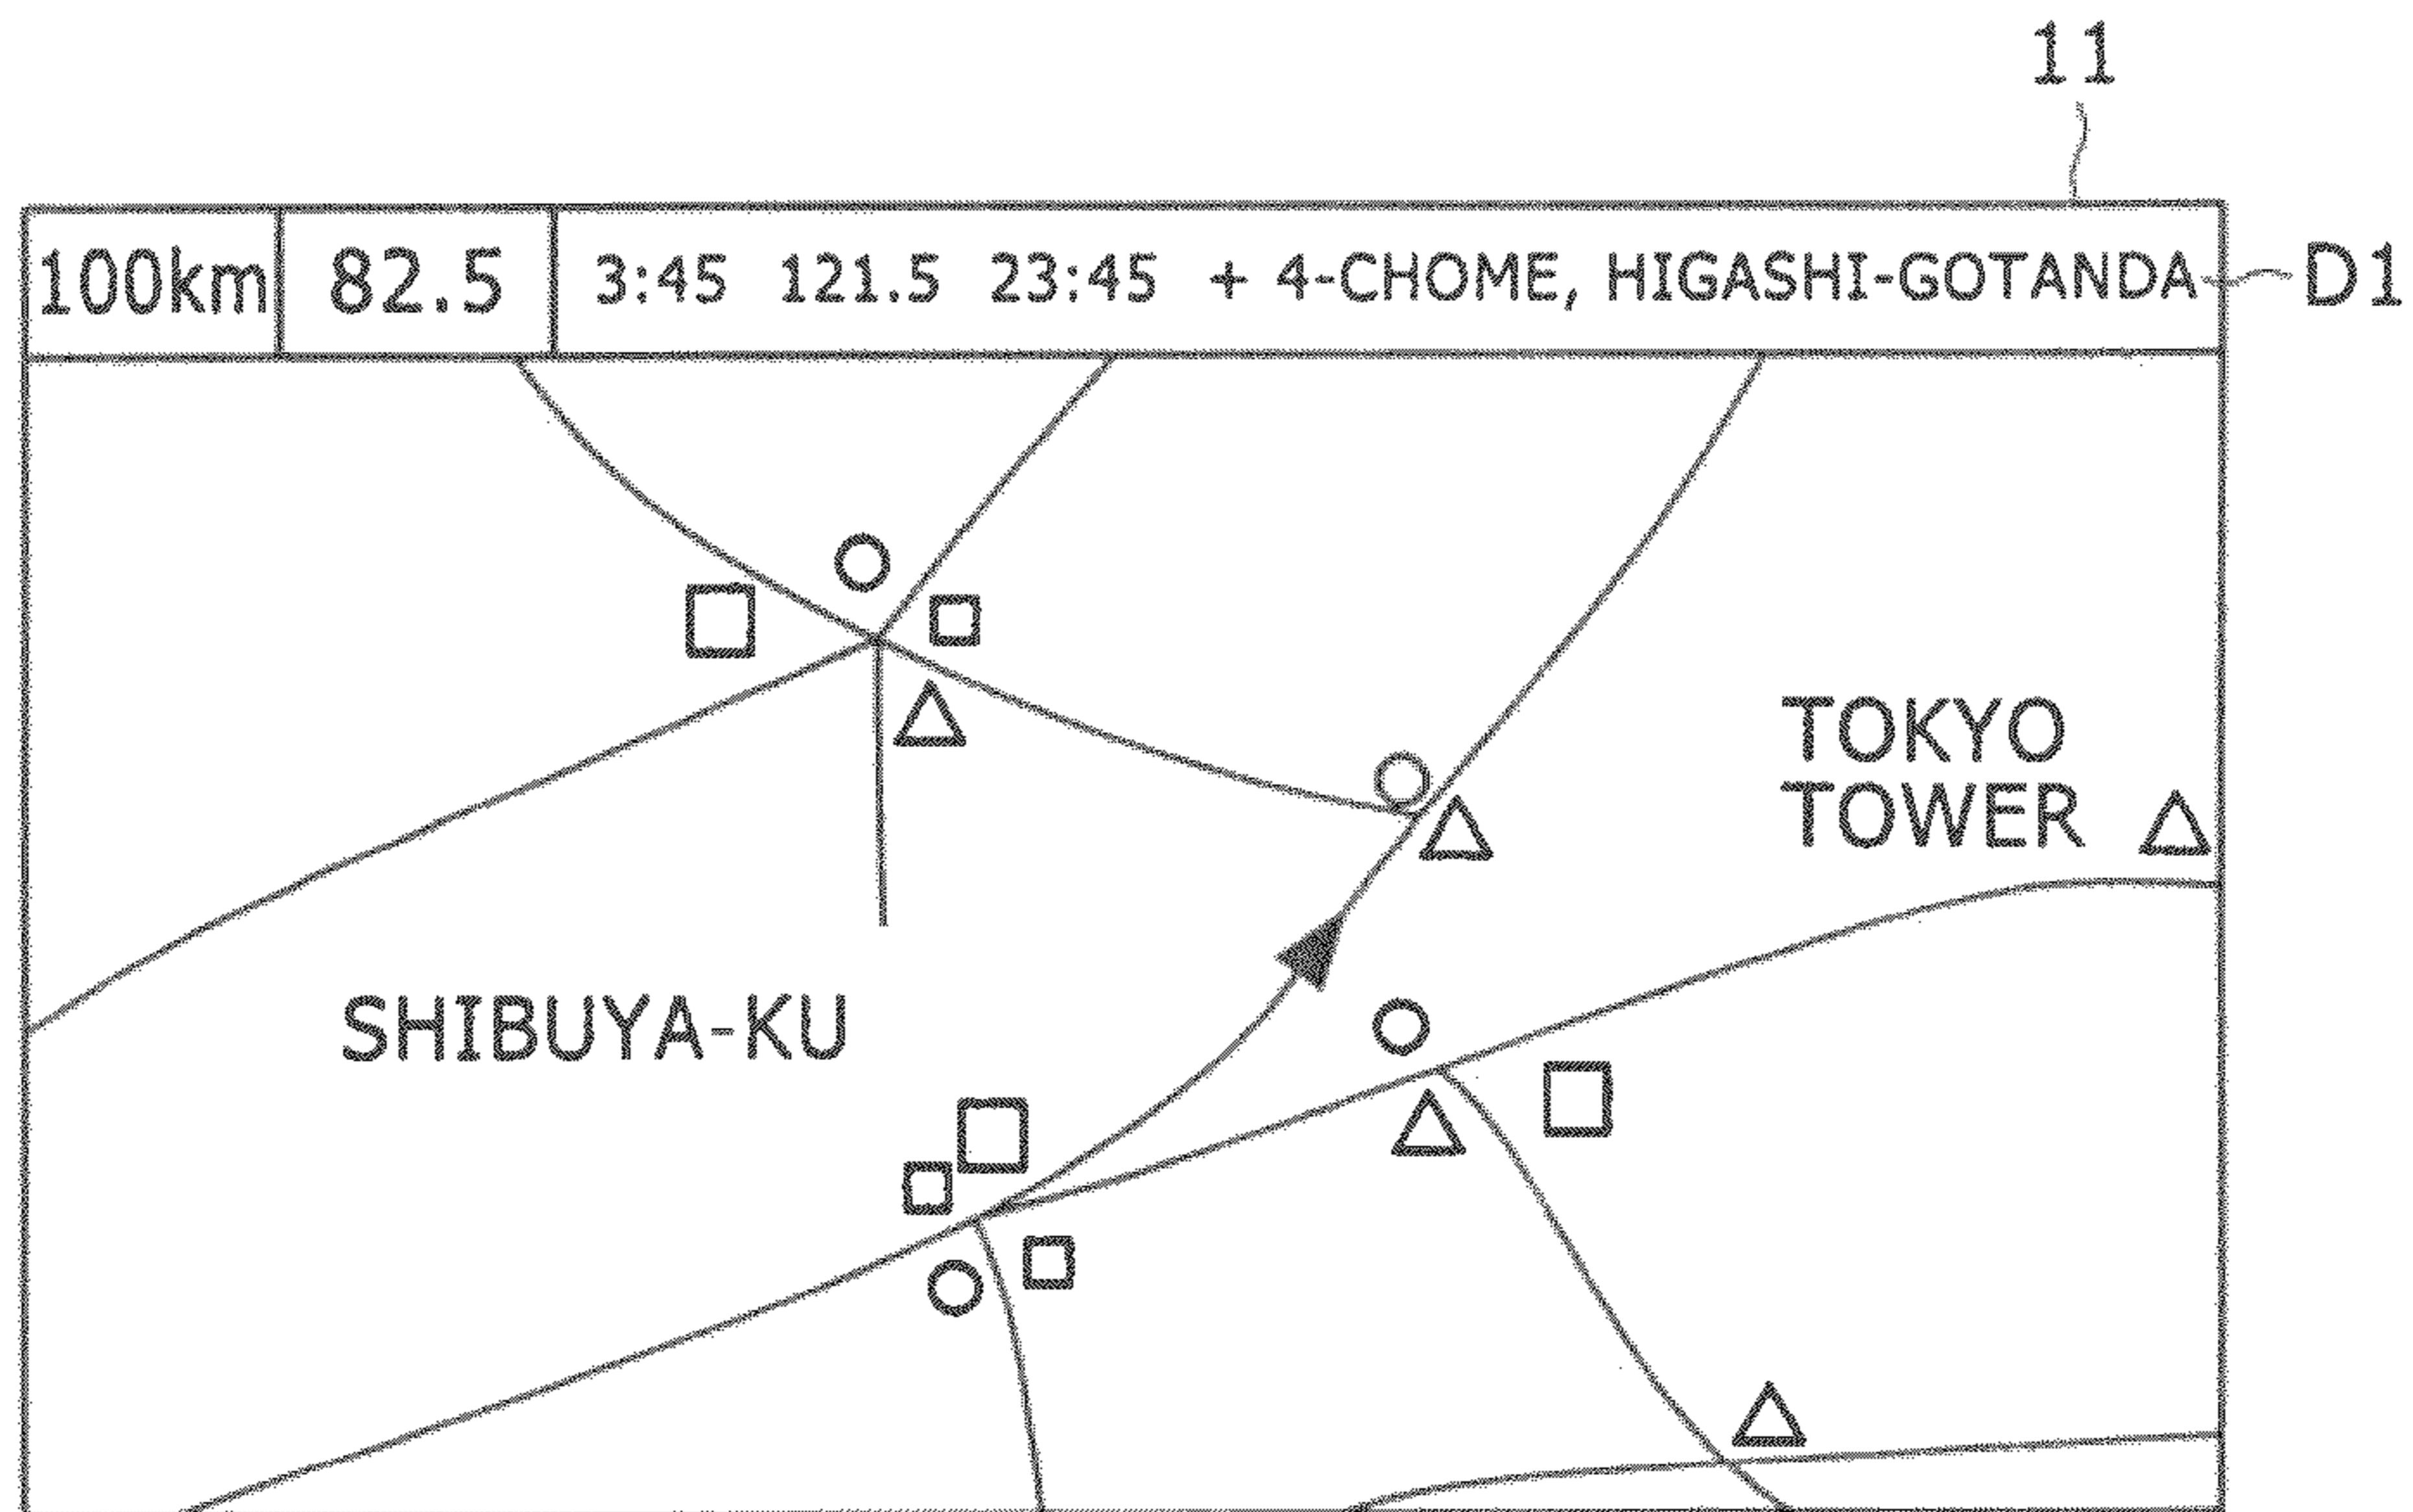 11
100km 82.5 3:45 121.5 23:45 + 4-CHOME, HIGASHI-GOTANDA D1
TOKYO
TOWER
SHIBUYA-KU